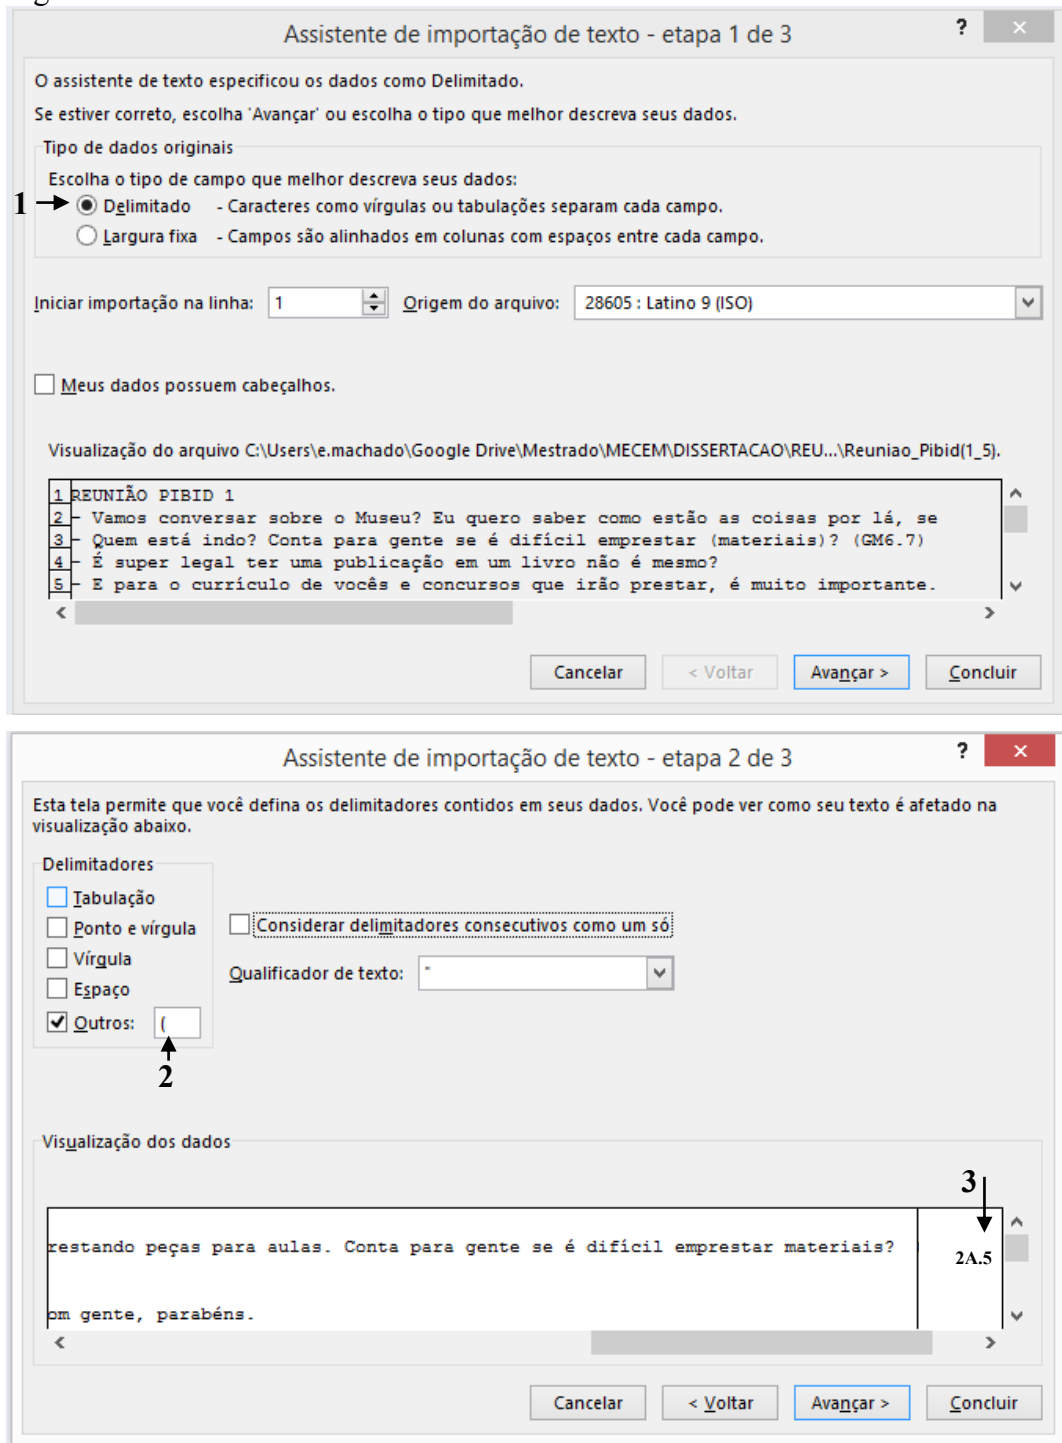 Assistente de importação de texto - etapa 1 de 3
?
×
O assistente de texto especificou os dados como Delimitado.
Se estiver correto, escolha 'Avançar' ou escolha o tipo que melhor descreva seus dados.
Tipo de dados originais
Escolha o tipo de campo que melhor descreva seus dados:
1
Delimitado - Caracteres como vírgulas ou tabulações separam cada campo.
Largura fixa - Campos são alinhados em colunas com espaços entre cada campo.
Iniciar importação na linha: 1 Origem do arquivo: 28605 : Latino 9 (ISO)
Meus dados possuem cabeçalhos.
Visualização do arquivo C:\Users\e.machado\Google Drive\Mestrado\MECEM\DISSERTACAO\REU...\Reuniao_Pibid(1_5).
1 REUNIÃO PIBID 1
2 - Vamos conversar sobre o Museu? Eu quero saber como estão as coisas por lá, se
3 - Quem está indo? Conta para gente se é difícil emprestar (materiais)? (GM6.7)
4 - É super legal ter uma publicação em um livro não é mesmo?
5 - E para o currículo de vocês e concursos que irão prestar, é muito importante.
Cancelar < Voltar Avançar > Concluir
Assistente de importação de texto - etapa 2 de 3
?
×
Esta tela permite que você defina os delimitadores contidos em seus dados. Você pode ver como seu texto é afetado na
visualização abaixo.
Delimitadores
Tabulação
Ponto e vírgula
Vírgula
Espaço
Outros: (
Considerar delimitadores consecutivos como um só
Qualificador de texto: "
2
Visualização dos dados
3
restando peças para aulas. Conta para gente se é difícil emprestar materiais?
2A.5
om gente, parabéns.
Cancelar < Voltar Avançar > Concluir